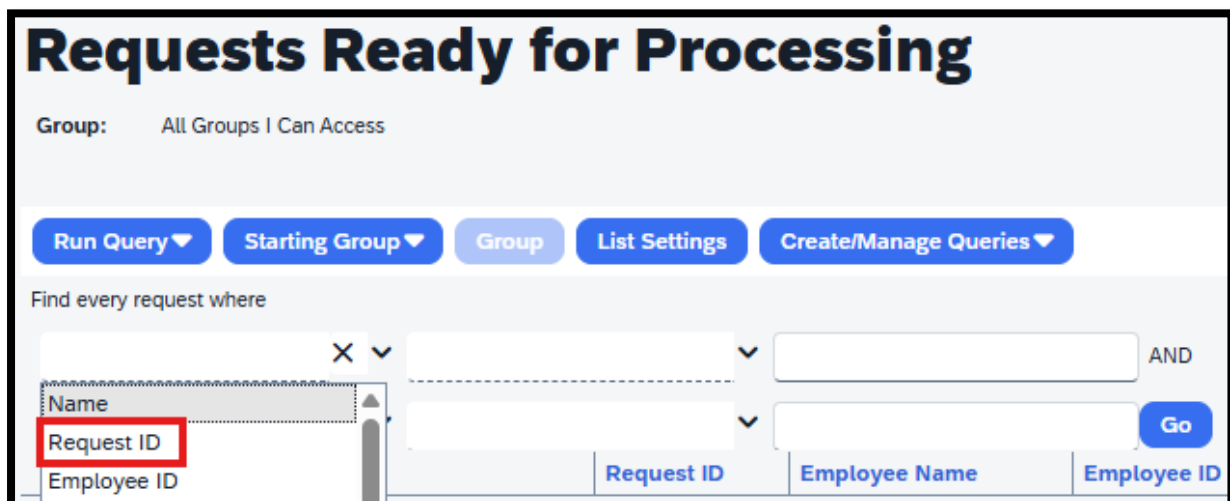 Requests Ready for Processing
Group: All Groups I Can Access
Run Query Starting Group Group List Settings Create/Manage Queries
Find every request where
AND
Name
Request ID
Go
Employee ID
Request ID Employee Name Employee ID